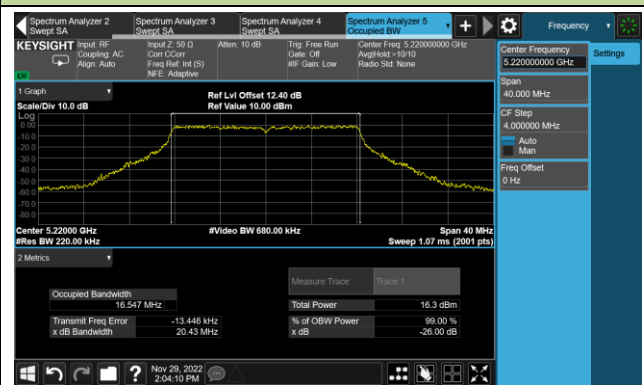 Spectrum Analyzer 2 Spectrum Analyzer 3 Spectrum Analyzer 4 Spectrum Analyzer 5 Frequency
Swept SA Swept SA Swept SA Occupied BW
KEYSIGHT Input: RF Input Z: 50 Ω Atten: 10 dB Trig: Free Run Center Freq: 5.220000000 GHz
Coupling: AC Corr CCorr Gate: Off Avg|Hold:>10/10
Align: Auto Freq Ref: Int (S) #IF Gain: Low Radio Std: None
NFE: Adaptive
LXI
Center Frequency Settings
5.220000000 GHz
Span
40.000 MHz
CF Step
4.000000 MHz
Auto
Man
Freq Offset
0 Hz
1 Graph Ref Lvl Offset 12.40 dB
Scale/Div 10.0 dB Ref Value 10.00 dBm
Log
0.00
-10.0
-20.0
-30.0
-40.0
-50.0
-60.0
-70.0
-80.0
Center 5.22000 GHz #Video BW 680.00 kHz Span 40 MHz
#Res BW 220.00 kHz Sweep 1.07 ms (2001 pts)
2 Metrics
Measure Trace Trace 1
Occupied Bandwidth
16.547 MHz Total Power 16.3 dBm
Transmit Freq Error -13.446 kHz % of OBW Power 99.00 %
x dB Bandwidth 20.43 MHz x dB -26.00 dB
Nov 29, 2022
2:04:10 PM